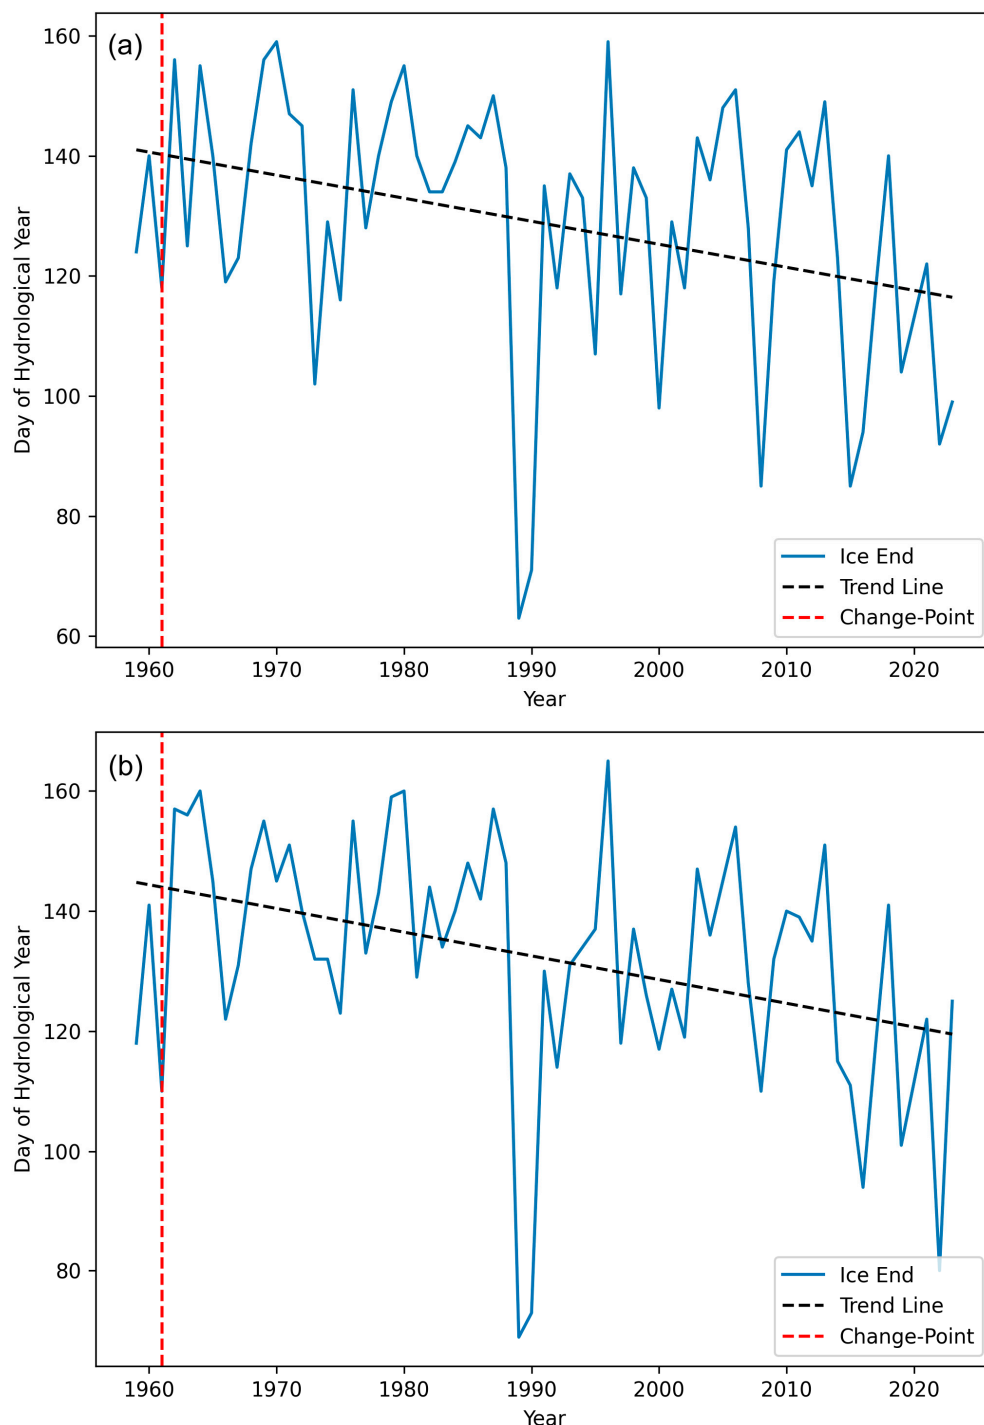 (a)
160
140
120
100
80
60
Day of Hydrological Year
Ice End
Trend Line
Change-Point
1960 1970 1980 1990 2000 2010 2020
Year
(b)
160
140
120
100
80
Day of Hydrological Year
Ice End
Trend Line
Change-Point
1960 1970 1980 1990 2000 2010 2020
Year